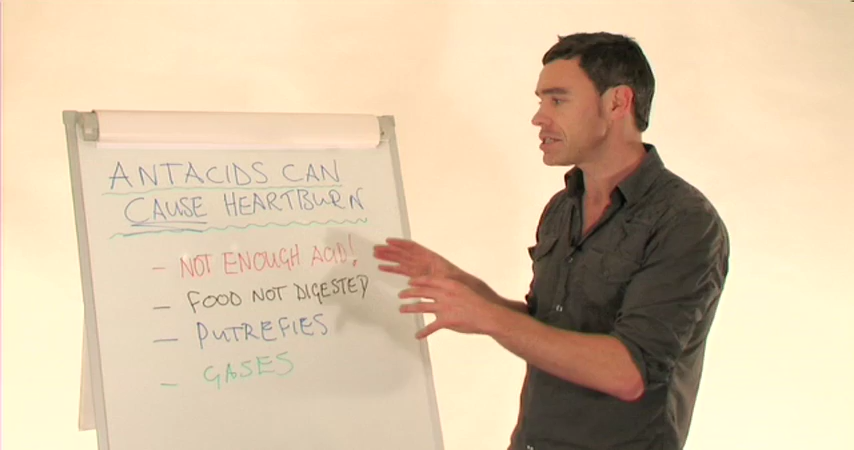 ANTACIDS CAN
CAUSE HEARTBURN
- NOT ENOUGH ACID!
- FOOD NOT DIGESTED
- PUTREFIES
- GASES